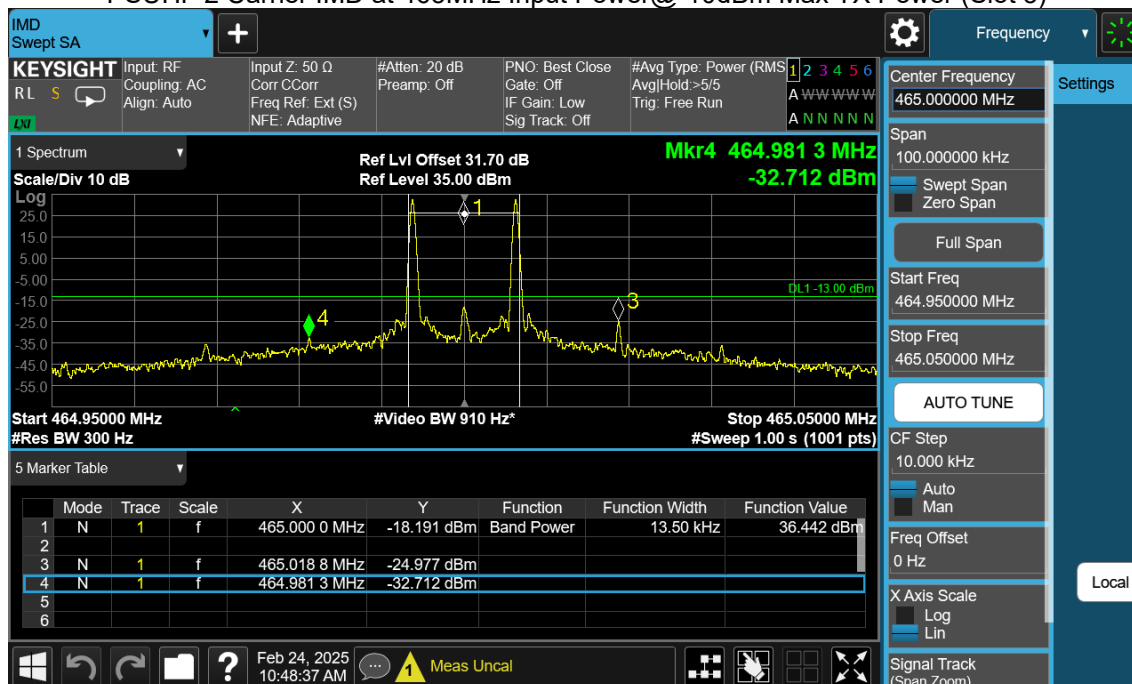 IMD
Swept SA
Frequency
KEYSIGHT
RL S
LXI
Input: RF
Coupling: AC
Align: Auto
Input Z: 50 Ω
Corr CCorr
Freq Ref: Ext (S)
NFE: Adaptive
#Atten: 20 dB
Preamp: Off
PNO: Best Close
Gate: Off
IF Gain: Low
Sig Track: Off
#Avg Type: Power (RMS
Avg|Hold:>5/5
Trig: Free Run
1 2 3 4 5 6
A W W W W W
A N N N N N
1 Spectrum
Scale/Div 10 dB
Ref Lvl Offset 31.70 dB
Ref Level 35.00 dBm
Mkr4 464.981 3 MHz
-32.712 dBm
Log
25.0
15.0
5.00
-5.00
-15.0
-25.0
-35.0
-45.0
-55.0
1
DL1 -13.00 dBm
3
4
Start 464.95000 MHz
#Video BW 910 Hz*
Stop 465.05000 MHz
#Res BW 300 Hz
#Sweep 1.00 s (1001 pts)
5 Marker Table
Mode Trace Scale X Y Function Function Width Function Value
1 N 1 f 465.000 0 MHz -18.191 dBm Band Power 13.50 kHz 36.442 dBm
2
3 N 1 f 465.018 8 MHz -24.977 dBm
4 N 1 f 464.981 3 MHz -32.712 dBm
5
6
Feb 24, 2025
10:48:37 AM
1
Meas Uncal
Center Frequency
465.000000 MHz
Settings
Span
100.000000 kHz
Swept Span
Zero Span
Full Span
Start Freq
464.950000 MHz
Stop Freq
465.050000 MHz
AUTO TUNE
CF Step
10.000 kHz
Auto
Man
Freq Offset
0 Hz
X Axis Scale
Log
Lin
Local
Signal Track
(Span Zoom)